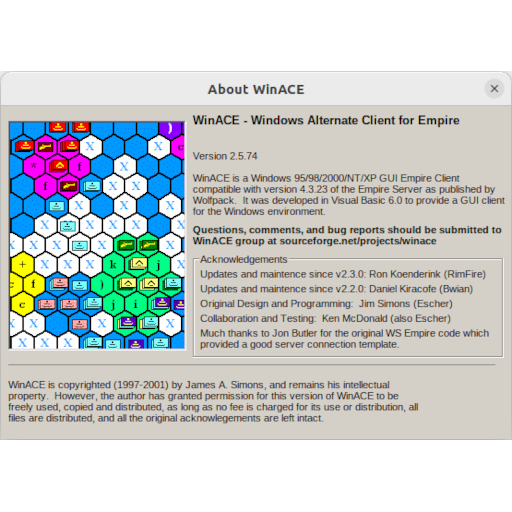 About WinACE
WinACE - Windows Alternate Client for Empire
Version 2.5.74
WinACE is a Windows 95/98/2000/NT/XP GUI Empire Client
compatible with version 4.3.23 of the Empire Server as published by
Wolfpack.  It was developed in Visual Basic 6.0 to provide a GUI client
for the Windows environment.
Questions, comments, and bug reports should be submitted to
WinACE group at sourceforge.net/projects/winace
Acknowledgements
Updates and maintence since v2.3.0: Ron Koenderink (RimFire)
Updates and maintence since v2.2.0: Daniel Kiracofe (Bwian)
Original Design and Programming:  Jim Simons (Escher)
Collaboration and Testing:  Ken McDonald (also Escher)
Much thanks to Jon Butler for the original WS Empire code which
provided a good server connection template.
WinACE is copyrighted (1997-2001) by James A. Simons, and remains his intellectual
property.  However, the author has granted permission for this version of WinACE to be
freely used, copied and distributed, as long as no fee is charged for its use or distribution, all
files are distributed, and all the original acknowlegements are left intact.